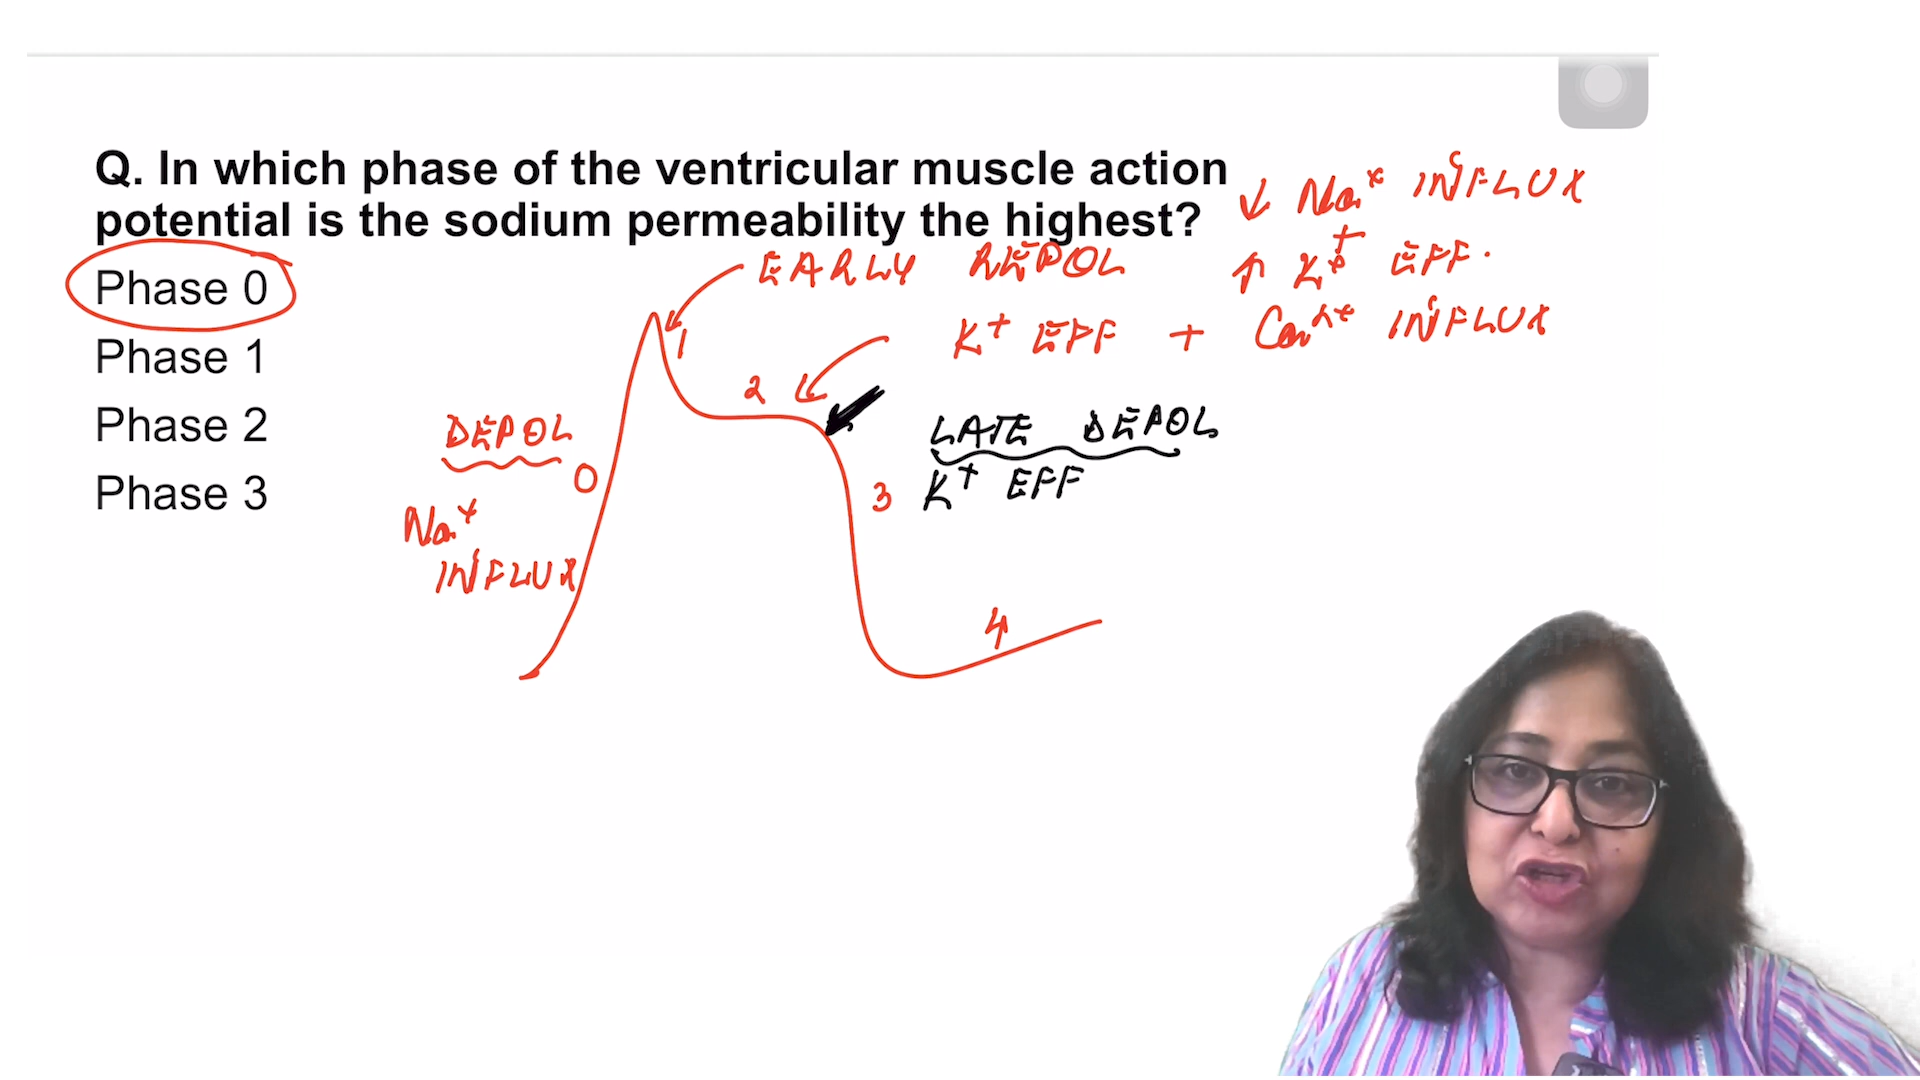 Q. In which phase of the ventricular muscle action
potential is the sodium permeability the highest?
Phase 0
Phase 1
Phase 2
Phase 3
↓ Na+ INFLUX
EARLY REPOL ↑ K+ EFF.
1
K+ EFF + Ca++ INFLUX
2
DEPOL
0
LATE DEPOL
3 K+ EFF
Na+
INFLUX
4